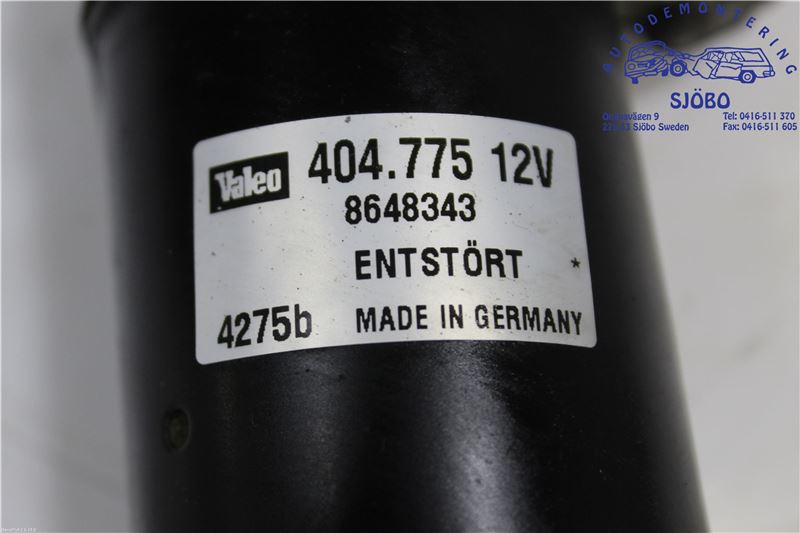 AUTODEMONTERING
SJÖBO
9
Sjöbo Sweden
Tel: 0416-511 370
Fax: 0416-511 605
Valeo 404.775 12V
8648343
ENTSTÖRT *
4275b MADE IN GERMANY